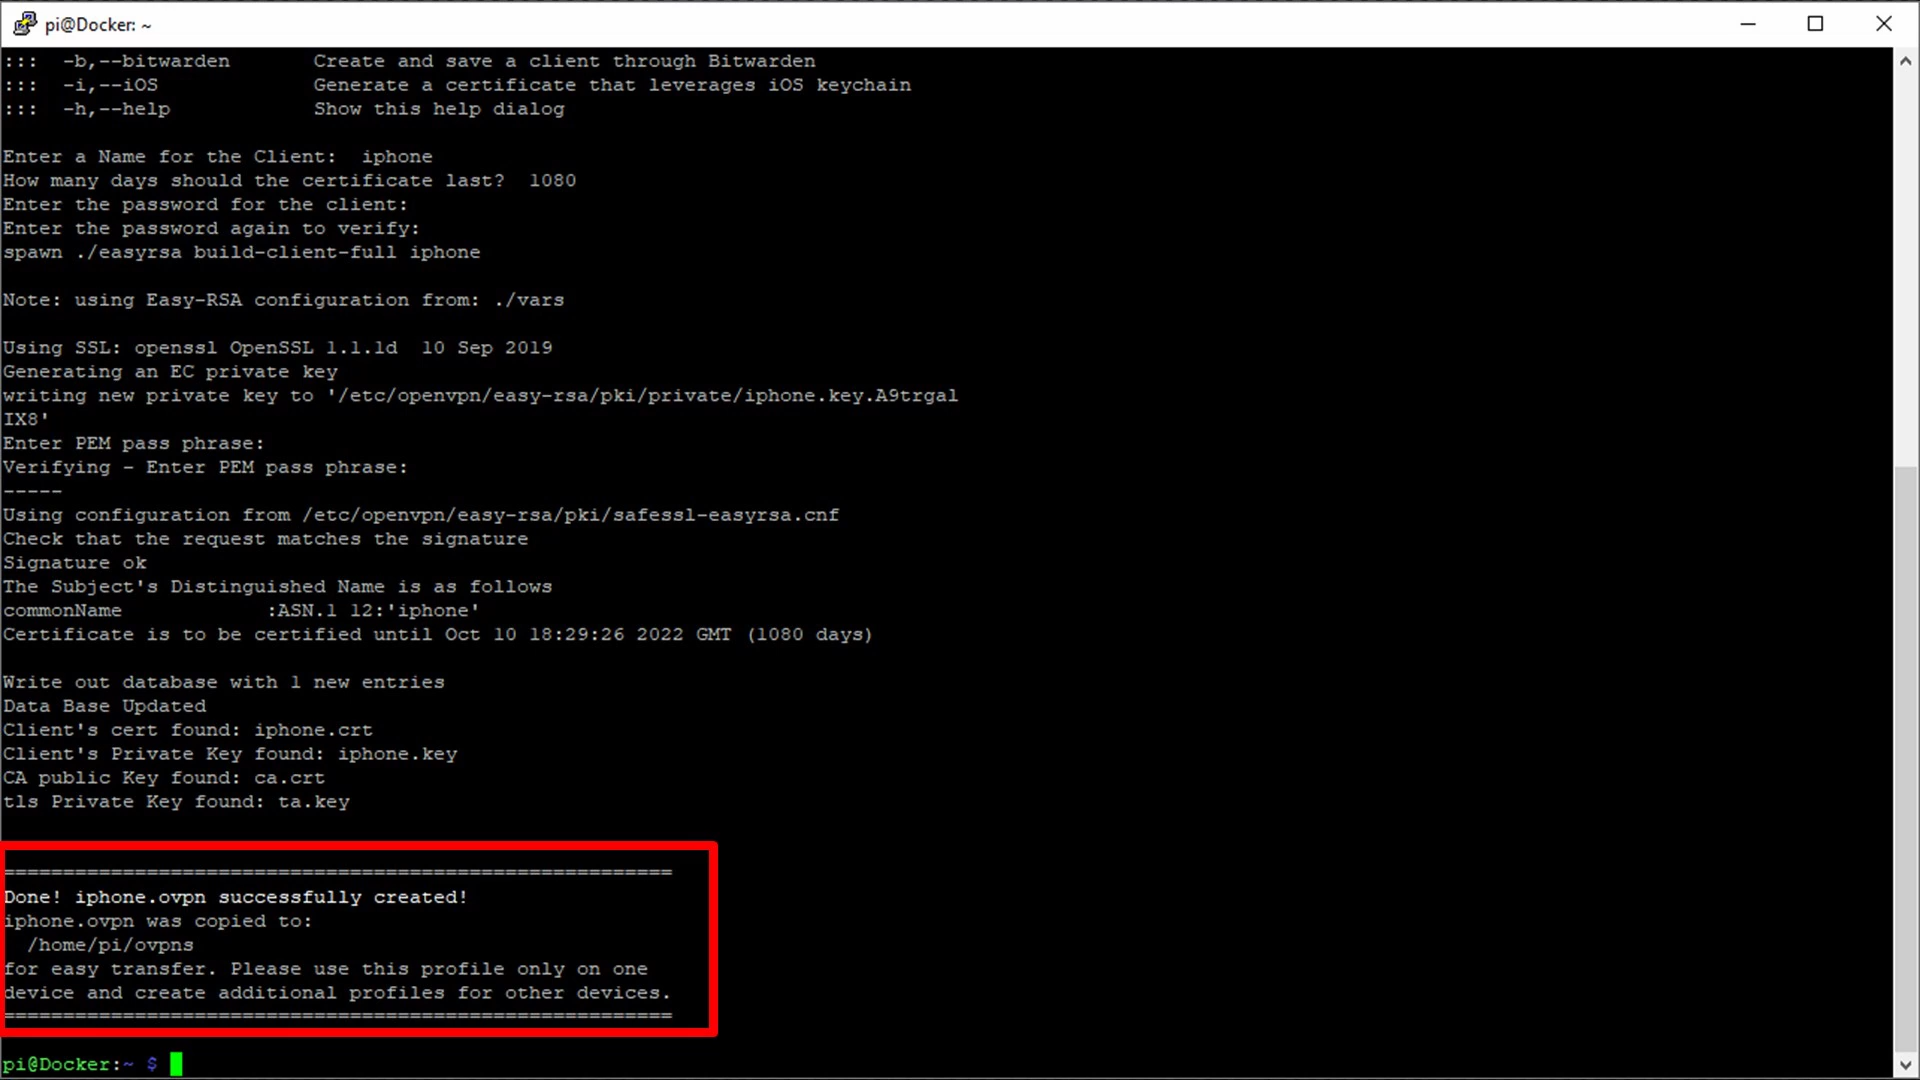 pi@Docker: ~
::: -b,--bitwarden Create and save a client through Bitwarden
::: -i,--iOS Generate a certificate that leverages iOS keychain
::: -h,--help Show this help dialog
Enter a Name for the Client: iphone
How many days should the certificate last? 1080
Enter the password for the client:
Enter the password again to verify:
spawn ./easyrsa build-client-full iphone
Note: using Easy-RSA configuration from: ./vars
Using SSL: openssl OpenSSL 1.1.1d 10 Sep 2019
Generating an EC private key
writing new private key to '/etc/openvpn/easy-rsa/pki/private/iphone.key.A9trgal
IX8'
Enter PEM pass phrase:
Verifying - Enter PEM pass phrase:
-----
Using configuration from /etc/openvpn/easy-rsa/pki/safessl-easyrsa.cnf
Check that the request matches the signature
Signature ok
The Subject's Distinguished Name is as follows
commonName :ASN.1 12:'iphone'
Certificate is to be certified until Oct 10 18:29:26 2022 GMT (1080 days)
Write out database with 1 new entries
Data Base Updated
Client's cert found: iphone.crt
Client's Private Key found: iphone.key
CA public Key found: ca.crt
tls Private Key found: ta.key
========================================================
Done! iphone.ovpn successfully created!
iphone.ovpn was copied to:
/home/pi/ovpns
for easy transfer. Please use this profile only on one
device and create additional profiles for other devices.
========================================================
pi@Docker:~ $